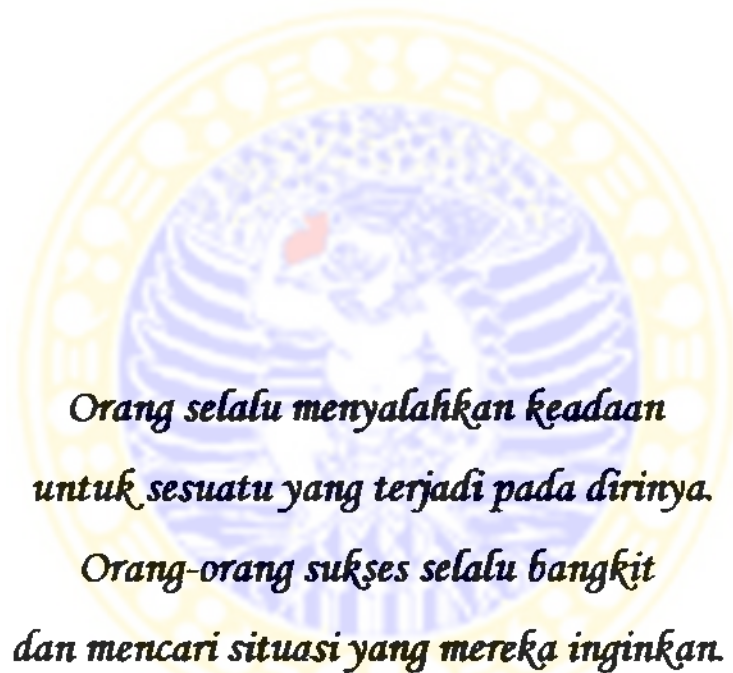 Orang selalu menyalahkan keadaan
untuk sesuatu yang terjadi pada dirinya.
Orang-orang sukses selalu bangkit
dan mencari situasi yang mereka inginkan.